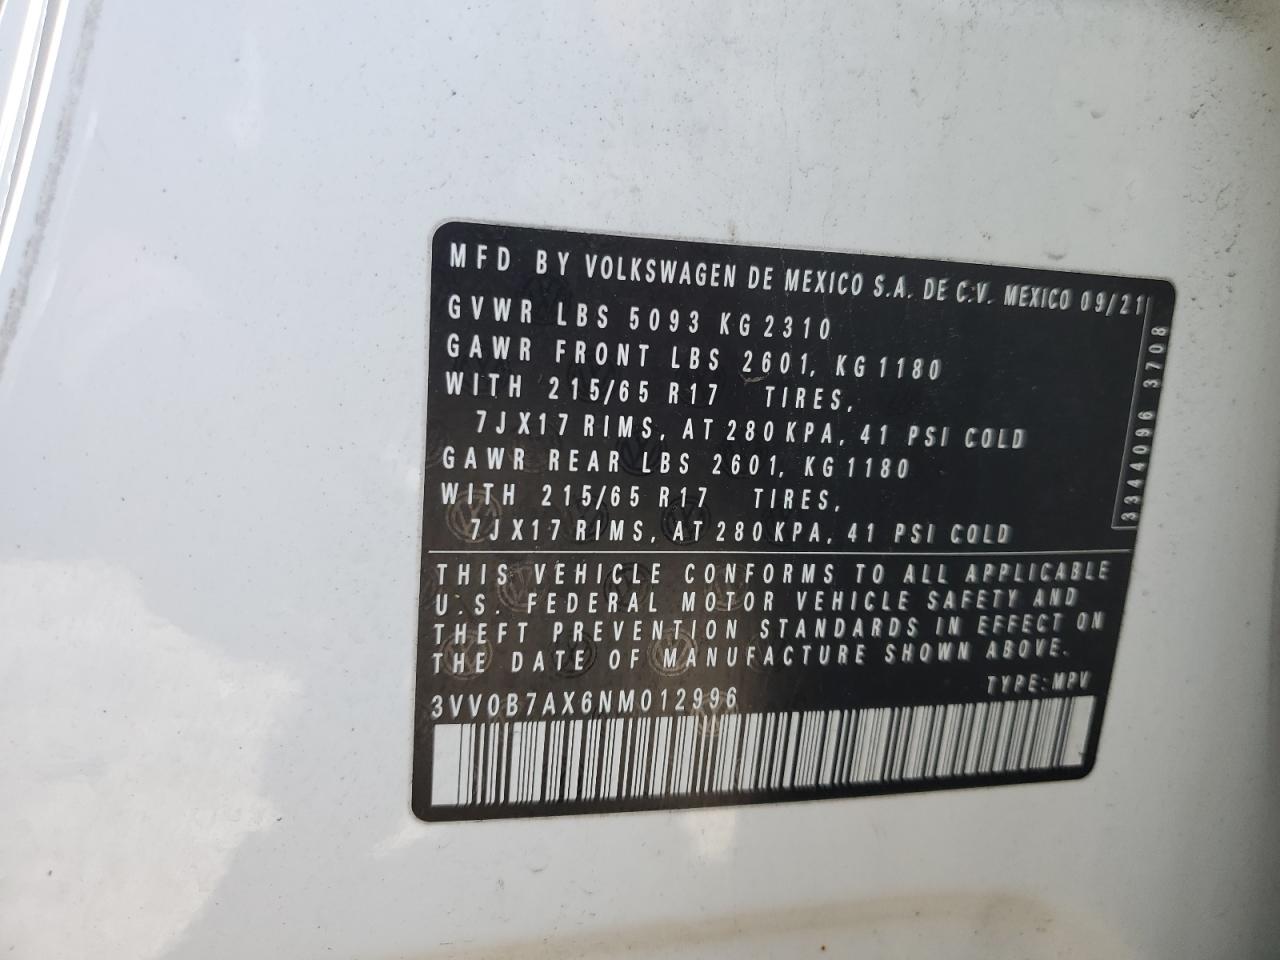 MFD BY VOLKSWAGEN DE MEXICO S.A. DE C.V. MEXICO 09/21
GVWR LBS 5093 KG 2310
GAWR FRONT LBS 2601, KG 1180
WITH 215/65 R17 TIRES,
7JX17 RIMS, AT 280 KPA, 41 PSI COLD
GAWR REAR LBS 2601, KG 1180
WITH 215/65 R17 TIRES,
7JX17 RIMS, AT 280 KPA, 41 PSI COLD
3344096 3708
THIS VEHICLE CONFORMS TO ALL APPLICABLE
U.S. FEDERAL MOTOR VEHICLE SAFETY AND
THEFT PREVENTION STANDARDS IN EFFECT ON
THE DATE OF MANUFACTURE SHOWN ABOVE.
TYPE: MPV
3VV0B7AX6NM012996